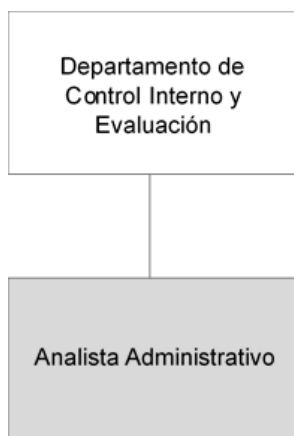 Departamento de
Control Interno y
Evaluación
Analista Administrativo